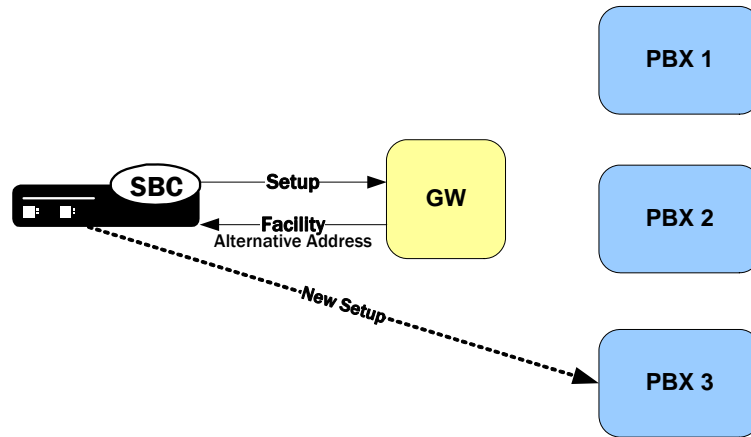 PBX 1
SBC
Setup
GW
Facility
Alternative Address
PBX 2
New Setup
PBX 3